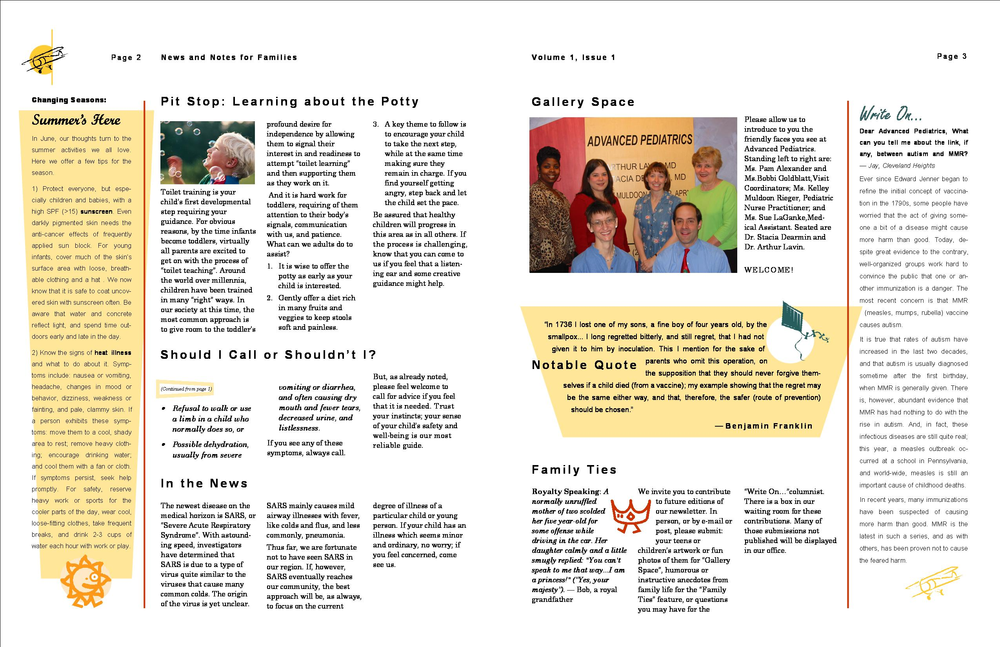 Page 2
News and Notes for Families
Changing Seasons:
Summer's Here
In June, our thoughts turn to the
summer activities we all love.
Here we offer a few tips for the
season.
1) Protect everyone, but espe-
cially children and babies, with a
high SPF (>15) sunscreen. Even
darkly pigmented skin needs the
anti-cancer effects of frequently
applied sun block. For young
infants, cover much of the skin's
surface area with loose, breath-
able clothing and a hat . We now
know that it is safe to coat uncov-
ered skin with sunscreen often. Be
aware that water and concrete
reflect light, and spend time out-
doors early and late in the day.
2) Know the signs of heat illness
and what to do about it. Symp-
toms include: nausea or vomiting,
headache, changes in mood or
behavior, dizziness, weakness or
fainting, and pale, clammy skin. If
a person exhibits these symp-
toms: move them to a cool, shady
area to rest; remove heavy cloth-
ing; encourage drinking water;
and cool them with a fan or cloth.
If symptoms persist, seek help
promptly. For safety, reserve
heavy work or sports for the
cooler parts of the day, wear cool,
loose-fitting clothes, take frequent
breaks, and drink 2-3 cups of
water each hour with work or play.
Pit Stop: Learning about the Potty
Toilet training is your
child's first developmental
step requiring your
guidance. For obvious
reasons, by the time infants
become toddlers, virtually
all parents are excited to
get on with the process of
"toilet teaching". Around
the world over millennia,
children have been trained
in many "right" ways. In
our society at this time, the
most common approach is
to give room to the toddler's
profound desire for
independence by allowing
them to signal their
interest in and readiness to
attempt "toilet learning"
and then supporting them
as they work on it.
And it is hard work for
toddlers, requiring of them
attention to their body's
signals, communication
with us, and patience.
What can we adults do to
assist?
1. It is wise to offer the
potty as early as your
child is interested.
2. Gently offer a diet rich
in many fruits and
veggies to keep stools
soft and painless.
3. A key theme to follow is
to encourage your child
to take the next step,
while at the same time
making sure they
remain in charge. If you
find yourself getting
angry, step back and let
the child set the pace.
Be assured that healthy
children will progress in
this area as in all others. If
the process is challenging,
know that you can come to
us if you feel that a listen-
ing ear and some creative
guidance might help.
Should I Call or Shouldn't I?
(Continued from page 1)
• Refusal to walk or use
a limb in a child who
normally does so, or
• Possible dehydration,
usually from severe
vomiting or diarrhea,
and often causing dry
mouth and fewer tears,
decreased urine, and
listlessness.
If you see any of these
symptoms, always call.
But, as already noted,
please feel welcome to
call for advice if you feel
that it is needed. Trust
your instincts; your sense
of your child's safety and
well-being is our most
reliable guide.
In the News
The newest disease on the
medical horizon is SARS, or
"Severe Acute Respiratory
Syndrome". With astound-
ing speed, investigators
have determined that
SARS is due to a type of
virus quite similar to the
viruses that cause many
common colds. The origin
of the virus is yet unclear.
SARS mainly causes mild
airway illnesses with fever,
like colds and flus, and less
commonly, pneumonia.
Thus far, we are fortunate
not to have seen SARS in
our region. If, however,
SARS eventually reaches
our community, the best
approach will be, as always,
to focus on the current
degree of illness of a
particular child or young
person. If your child has an
illness which seems minor
and ordinary, no worry; if
you feel concerned, come
see us.
Volume 1, Issue 1
Page 3
Gallery Space
ADVANCED PEDIATRICS
RTHUR LAV MD
ACIA DE , MD
MULDOON R, APR
(2
Please allow us to
introduce to you the
friendly faces you see at
Advanced Pediatrics.
Standing left to right are:
Ms. Pam Alexander and
Ms.Bobbi Goldblatt,Visit
Coordinators; Ms. Kelley
Muldoon Rieger, Pediatric
Nurse Practitioner; and
Ms. Sue LaGanke,Med-
ical Assistant. Seated are
Dr. Stacia Dearmin and
Dr. Arthur Lavin.
WELCOME!
Notable Quote
"In 1736 I lost one of my sons, a fine boy of four years old, by the
smallpox... I long regretted bitterly, and still regret, that I had not
given it to him by inoculation. This I mention for the sake of
parents who omit this operation, on
the supposition that they should never forgive them-
selves if a child died (from a vaccine); my example showing that the regret may
be the same either way, and that, therefore, the safer (route of prevention)
should be chosen."
— Benjamin Franklin
Family Ties
Royalty Speaking: A
normally unruffled
mother of two scolded
her five year-old for
some offense while
driving in the car. Her
daughter calmly and a little
smugly replied: "You can't
speak to me that way...I am
a princess!" ("Yes, your
majesty"). — Bob, a royal
grandfather
We invite you to contribute
to future editions of
our newsletter. In
person, or by e-mail or
post, please submit:
your teens or
children's artwork or fun
photos of them for "Gallery
Space", humorous or
instructive anecdotes from
family life for the "Family
Ties" feature, or questions
you may have for the
"Write On…"columnist.
There is a box in our
waiting room for these
contributions. Many of
those submissions not
published will be displayed
in our office.
Write On...
Dear Advanced Pediatrics, What
can you tell me about the link, if
any, between autism and MMR?
— Jay, Cleveland Heights
Ever since Edward Jenner began to
refine the initial concept of vaccina-
tion in the 1790s, some people have
worried that the act of giving some-
one a bit of a disease might cause
more harm than good. Today, de-
spite great evidence to the contrary,
well-organized groups work hard to
convince the public that one or an-
other immunization is a danger. The
most recent concern is that MMR
(measles, mumps, rubella) vaccine
causes autism.
It is true that rates of autism have
increased in the last two decades,
and that autism is usually diagnosed
sometime after the first birthday,
when MMR is generally given. There
is, however, abundant evidence that
MMR has had nothing to do with the
rise in autism. And, in fact, these
infectious diseases are still quite real;
this year, a measles outbreak oc-
curred at a school in Pennsylvania,
and world-wide, measles is still an
important cause of childhood deaths.
In recent years, many immunizations
have been suspected of causing
more harm than good. MMR is the
latest in such a series, and as with
others, has been proven not to cause
the feared harm.